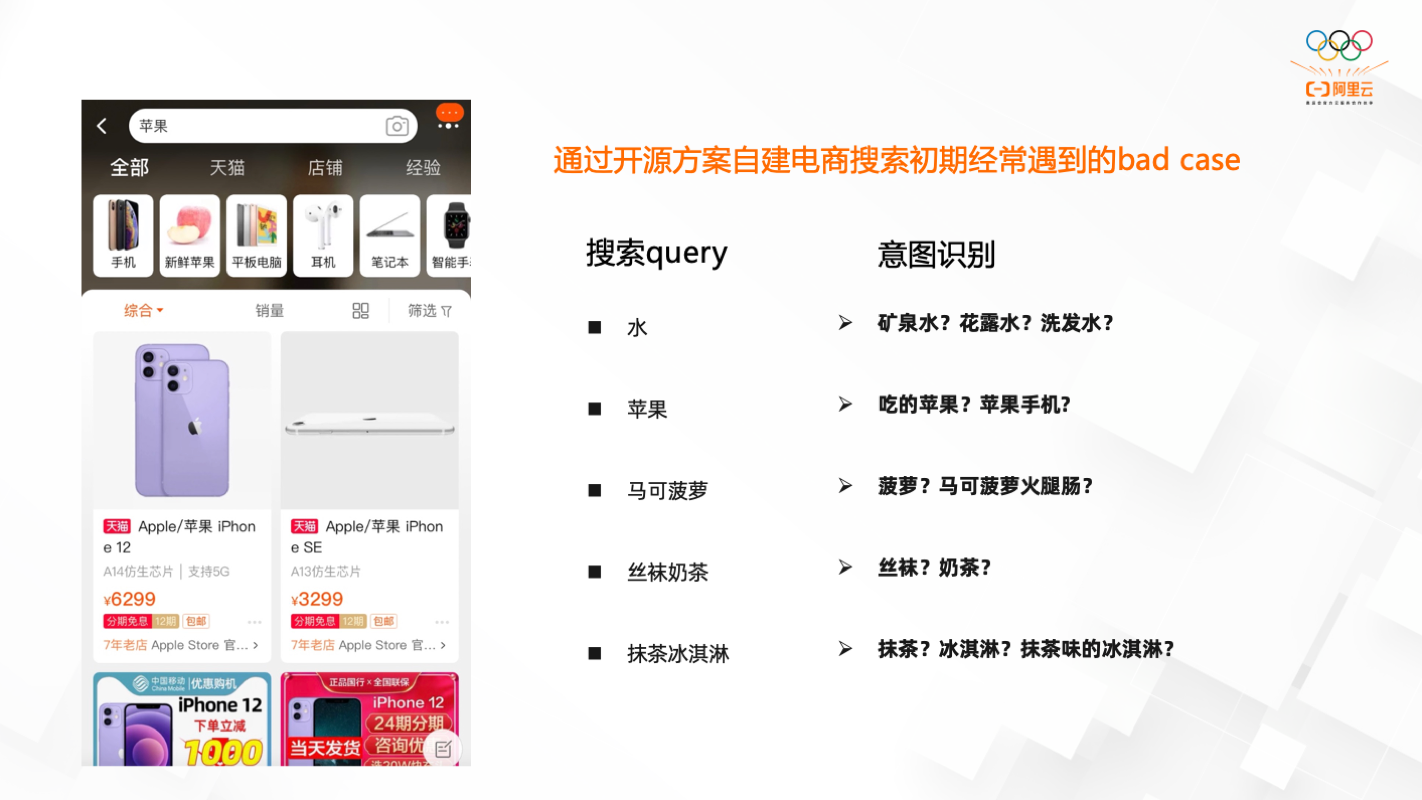 阿里云
苹果
全部 天猫 店铺 经验
手机 新鲜苹果 平板电脑 耳机 笔记本 智能手
综合 销量 筛选
天猫 Apple/苹果 iPhon
e 12
A14仿生芯片 | 支持5G
¥6299
分期免息 12期 包邮
7年老店 Apple Store 官... >
天猫 Apple/苹果 iPhon
e SE
A13仿生芯片
¥3299
分期免息 12期 包邮
7年老店 Apple Store 官... >
中国移动 China Mobile 优惠购机
iPhone 12
下单立减
1000
正品国行 x 全国联保
iPhone 12
24期分期
当天发货 咨询优
通过开源方案自建电商搜索初期经常遇到的bad case
搜索query 意图识别
■ 水 ➢ 矿泉水？花露水？洗发水？
■ 苹果 ➢ 吃的苹果？苹果手机？
■ 马可菠萝 ➢ 菠萝？马可菠萝火腿肠？
■ 丝袜奶茶 ➢ 丝袜？奶茶？
■ 抹茶冰淇淋 ➢ 抹茶？冰淇淋？抹茶味的冰淇淋？